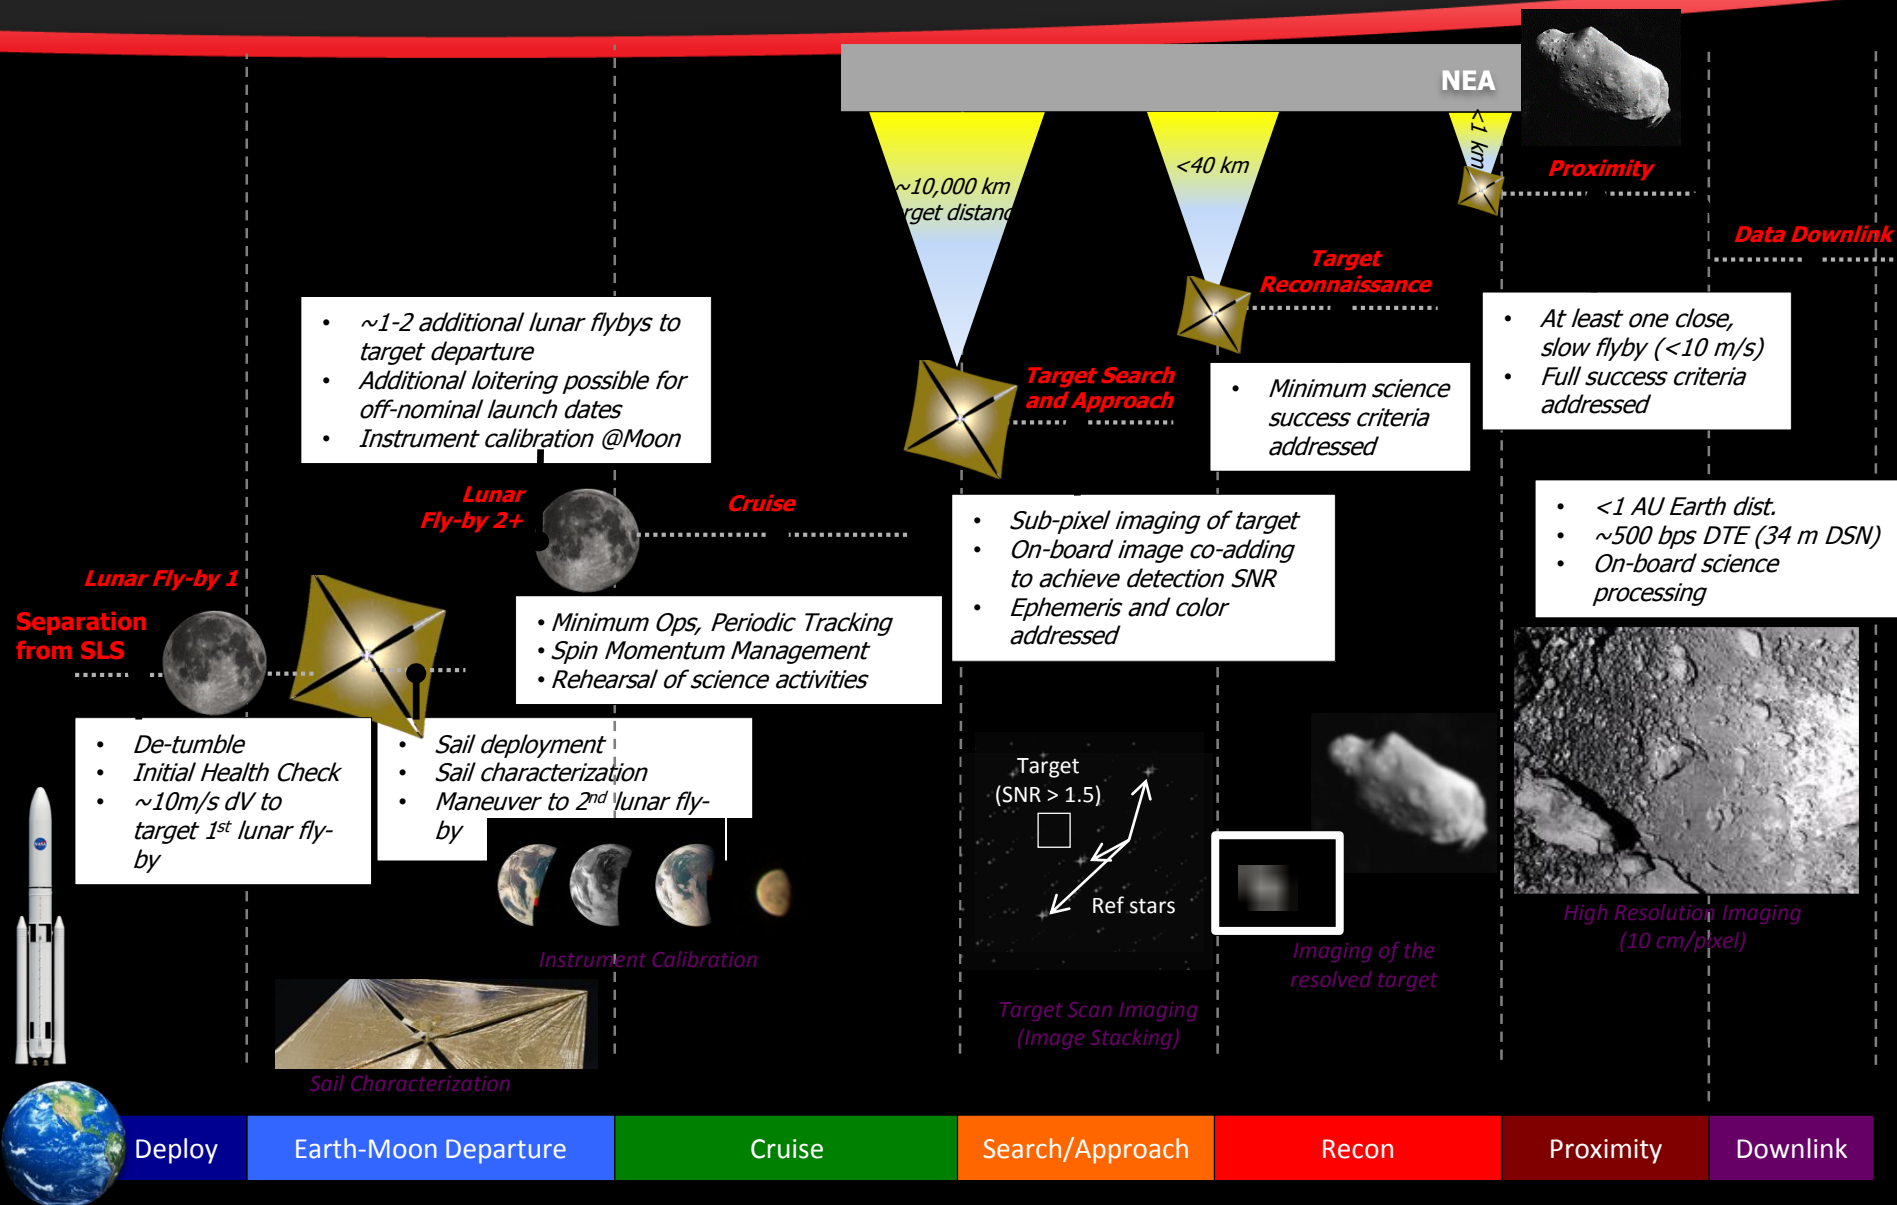 NEA
<1 km
~10,000 km
<40 km
Proximity
Data Downlink
Target
Reconnaissance
• ~1-2 additional lunar flybys to
target departure
• Additional loitering possible for
off-nominal launch dates
• Instrument calibration @Moon
• At least one close,
slow flyby (<10 m/s)
• Full success criteria
addressed
Target Search
and Approach
• Minimum science
success criteria
addressed
Lunar
Fly-by 2+
Cruise
• Sub-pixel imaging of target
• On-board image co-adding
to achieve detection SNR
• Ephemeris and color
addressed
• <1 AU Earth dist.
• ~500 bps DTE (34 m DSN)
• On-board science
processing
Lunar Fly-by 1
Separation
from SLS
• Minimum Ops, Periodic Tracking
• Spin Momentum Management
• Rehearsal of science activities
• De-tumble
• Initial Health Check
• ~10m/s dV to
target 1st lunar fly-
by
• Sail deployment
• Sail characterization
• Maneuver to 2nd lunar fly-
by
Target
(SNR > 1.5)
Ref stars
Instrument Calibration
Imaging of the
resolved target
High Resolution Imaging
(10 cm/pixel)
Target Scan Imaging
(Image Stacking)
Sail Characterization
Deploy
Earth-Moon Departure
Cruise
Search/Approach
Recon
Proximity
Downlink